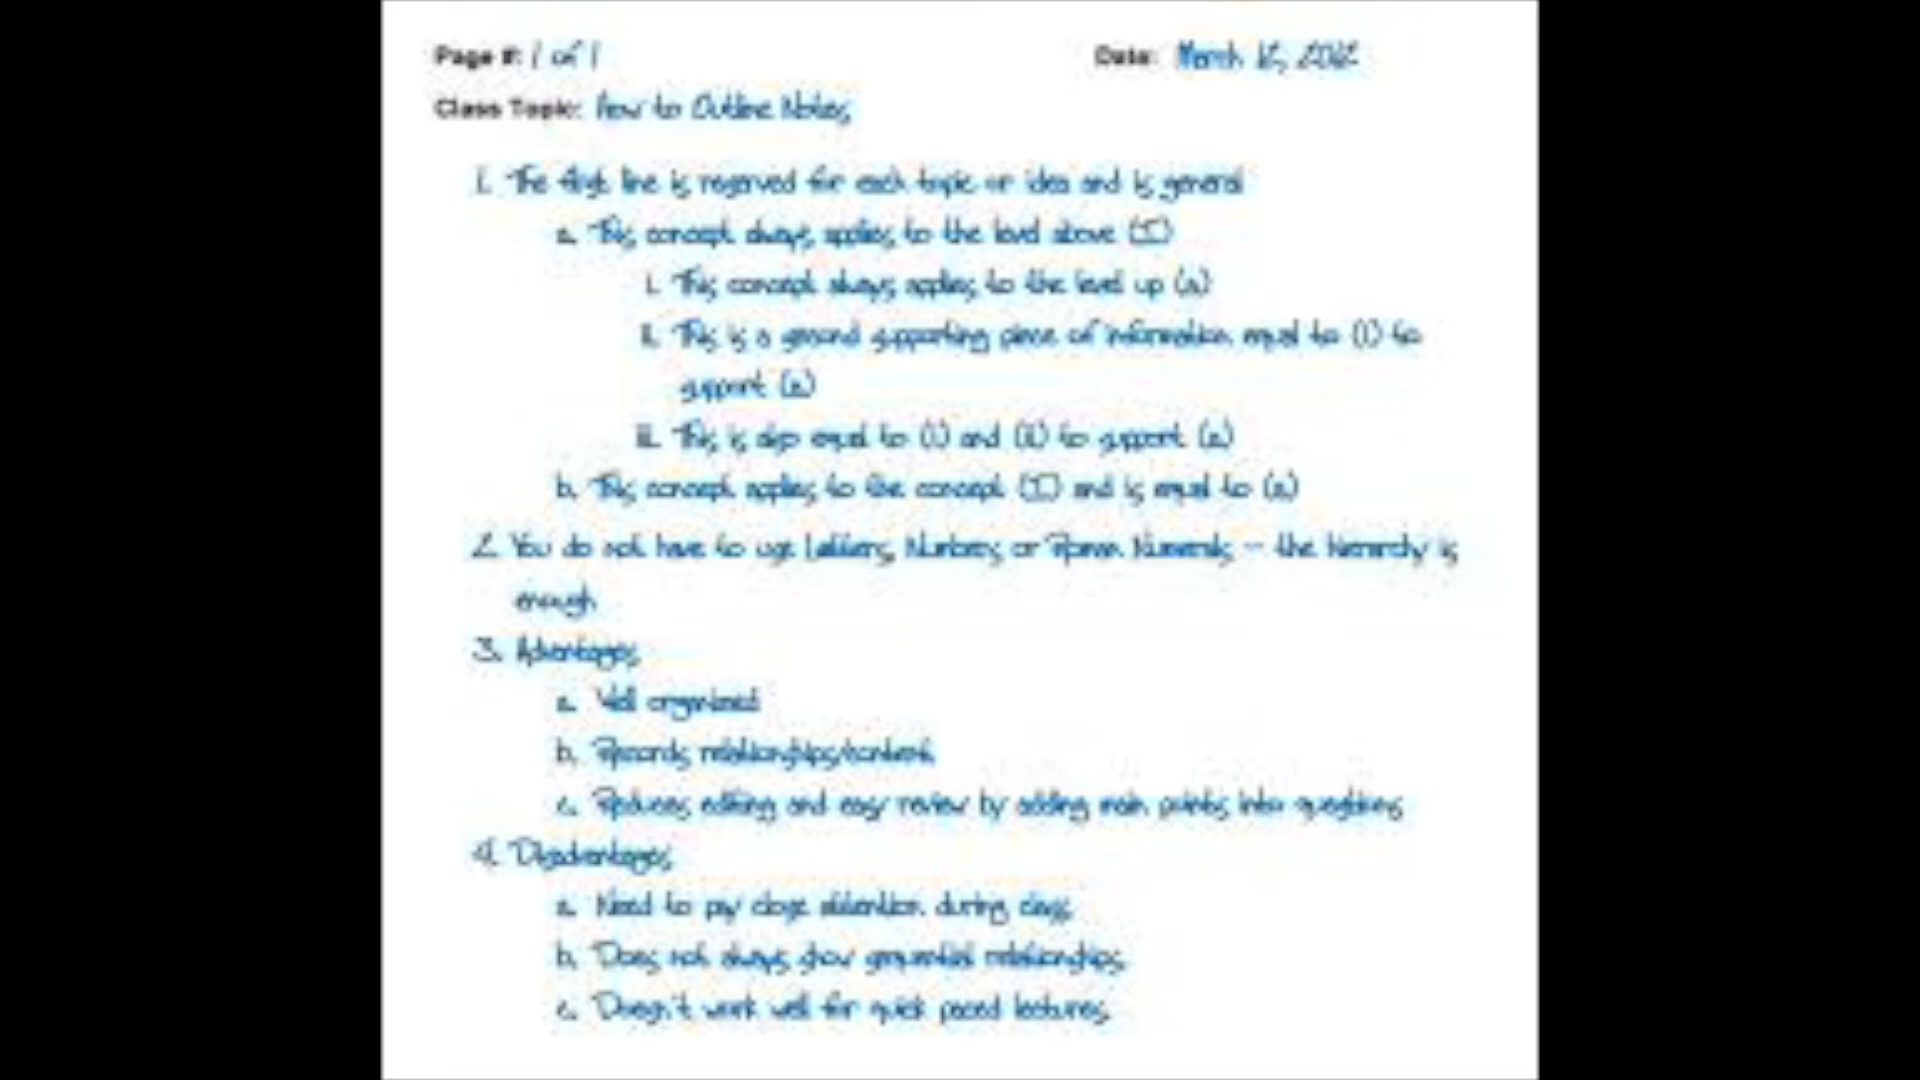 Page #: 1 of 1
Date: March 12, 2012
Class Topic: How to Outline Notes
1. The first line is reserved for each topic or idea and is general
a. This concept always applies to the level above (I)
i. This concept always applies to the level up (a)
ii. This is a second supporting piece of information equal to (i) to
support (a)
iii. This is also equal to (i) and (ii) to support (a)
b. This concept applies to the concept (I) and is equal to (a)
2. You do not have to use Letters, Numbers or Roman Numerals - the hierarchy is
enough
3. Advantages
a. Well organized
b. Records relationships/content
c. Reduces editing and easy review by adding main points into questions
4. Disadvantages
a. Need to pay close attention during class
b. Does not always show sequential relationships
c. Doesn't work well for quick paced lectures